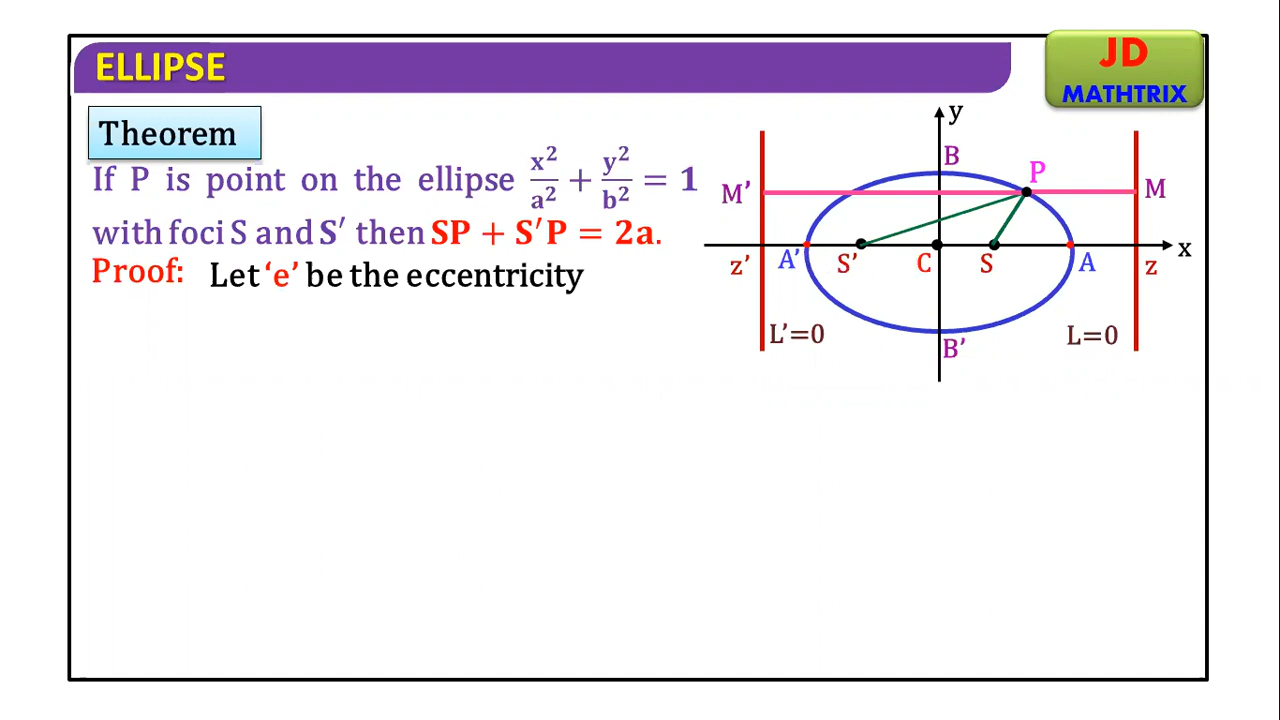 ELLIPSE
JD
MATHTRIX
Theorem
If P is point on the ellipse x²/a² + y²/b² = 1
with foci S and S′ then SP + S′P = 2a.
Proof: Let ‘e’ be the eccentricity
y
B
P
M’
M
x
z’
A’
S’
C
S
A
z
L’=0
L=0
B’